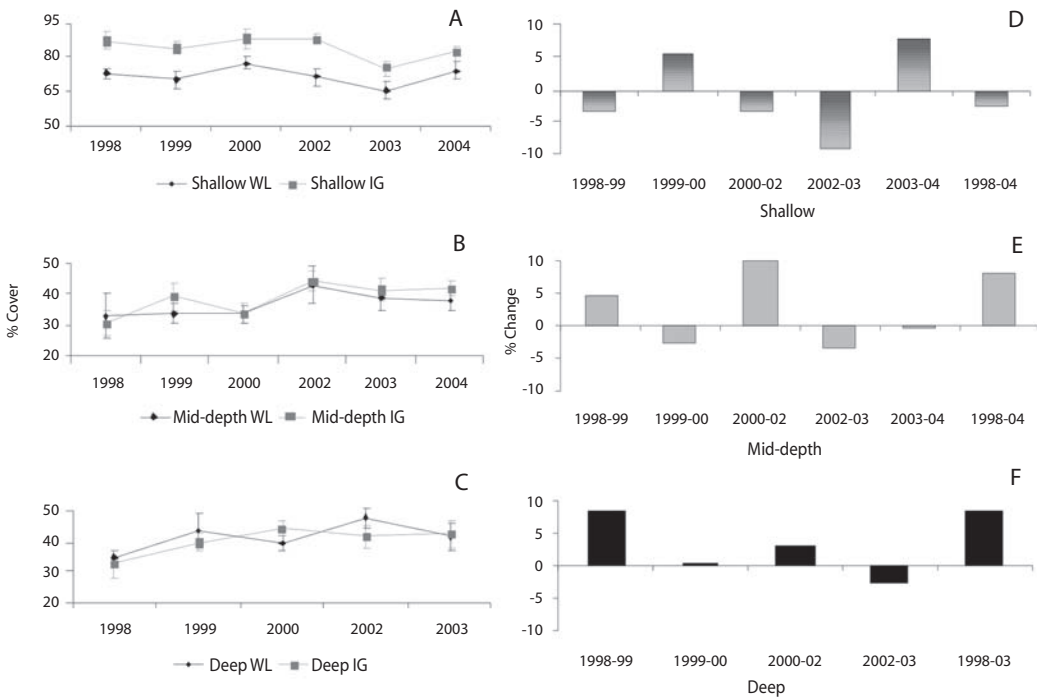 A
95
80
65
50
1998 1999 2000 2002 2003 2004
Shallow WL Shallow IG
B
50
40
30
20
% Cover
1998 1999 2000 2002 2003 2004
Mid-depth WL Mid-depth IG
C
50
40
30
20
1998 1999 2000 2002 2003
Deep WL Deep IG
D
10
5
0
-5
-10
1998-99 1999-00 2000-02 2002-03 2003-04 1998-04
Shallow
E
10
5
0
-5
-10
% Change
1998-99 1999-00 2000-02 2002-03 2003-04 1998-04
Mid-depth
F
10
5
0
-5
-10
1998-99 1999-00 2000-02 2002-03 1998-03
Deep